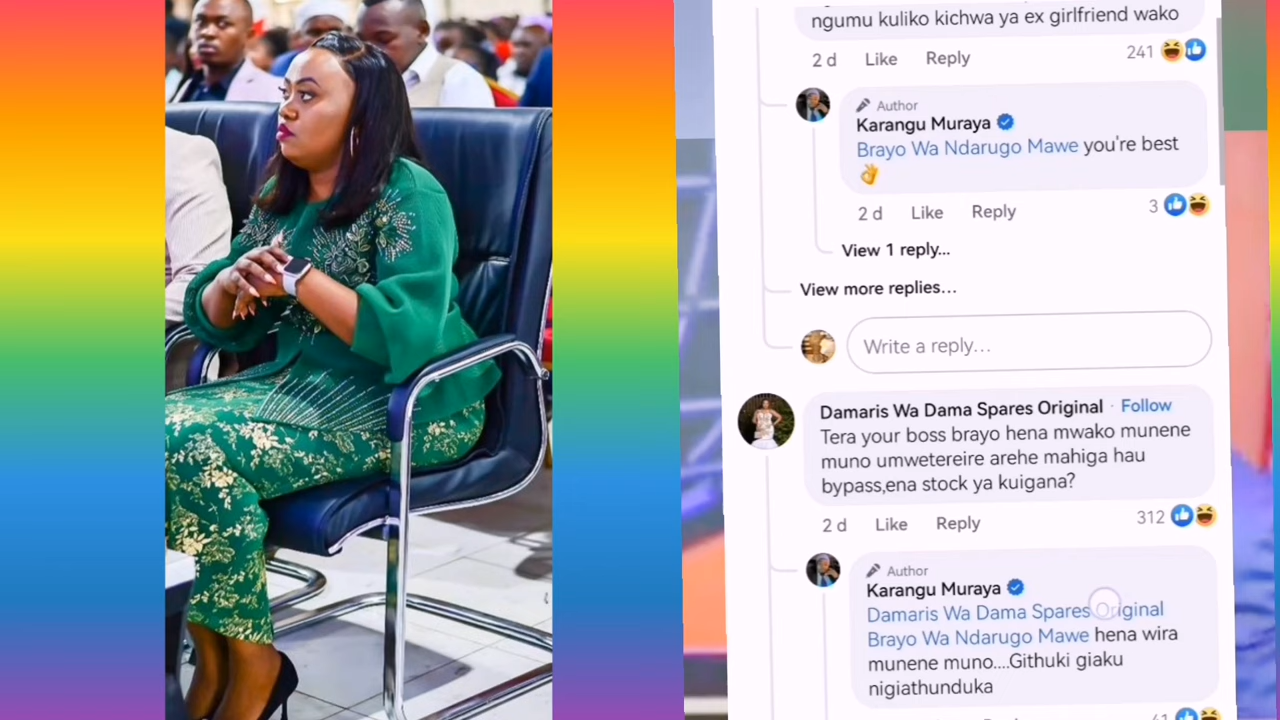 ngumu kuliko kichwa ya ex girlfriend wako
2 d Like Reply 241
Author
Karangu Muraya
Brayo Wa Ndarugo Mawe you're best
👌
2 d Like Reply 3
View 1 reply...
View more replies...
Write a reply...
Damaris Wa Dama Spares Original · Follow
Tera your boss brayo hena mwako munene
muno umwetereire arehe mahiga hau
bypass,ena stock ya kuigana?
2 d Like Reply 312
Author
Karangu Muraya
Damaris Wa Dama Spares Original
Brayo Wa Ndarugo Mawe hena wira
munene muno....Githuki giaku
nigiathunduka